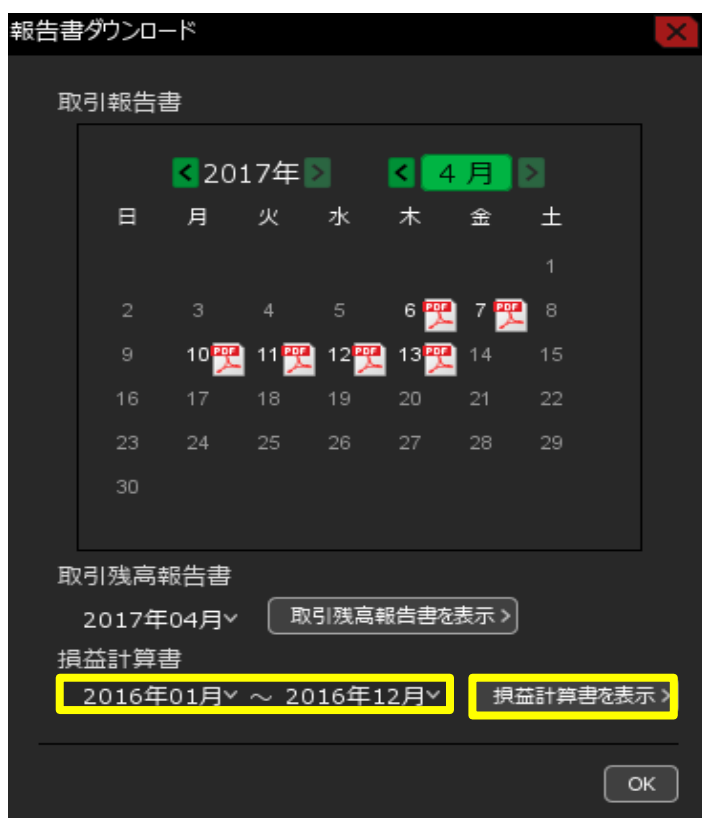 報告書ダウンロード
取引報告書
< 2017年 > < 4月 >
日 月 火 水 木 金 土
1
2 3 4 5 6 PDF 7 PDF 8
9 10 PDF 11 PDF 12 PDF 13 PDF 14 15
16 17 18 19 20 21 22
23 24 25 26 27 28 29
30
取引残高報告書
2017年04月 取引残高報告書を表示 >
損益計算書
2016年01月 ～ 2016年12月 損益計算書を表示 >
OK